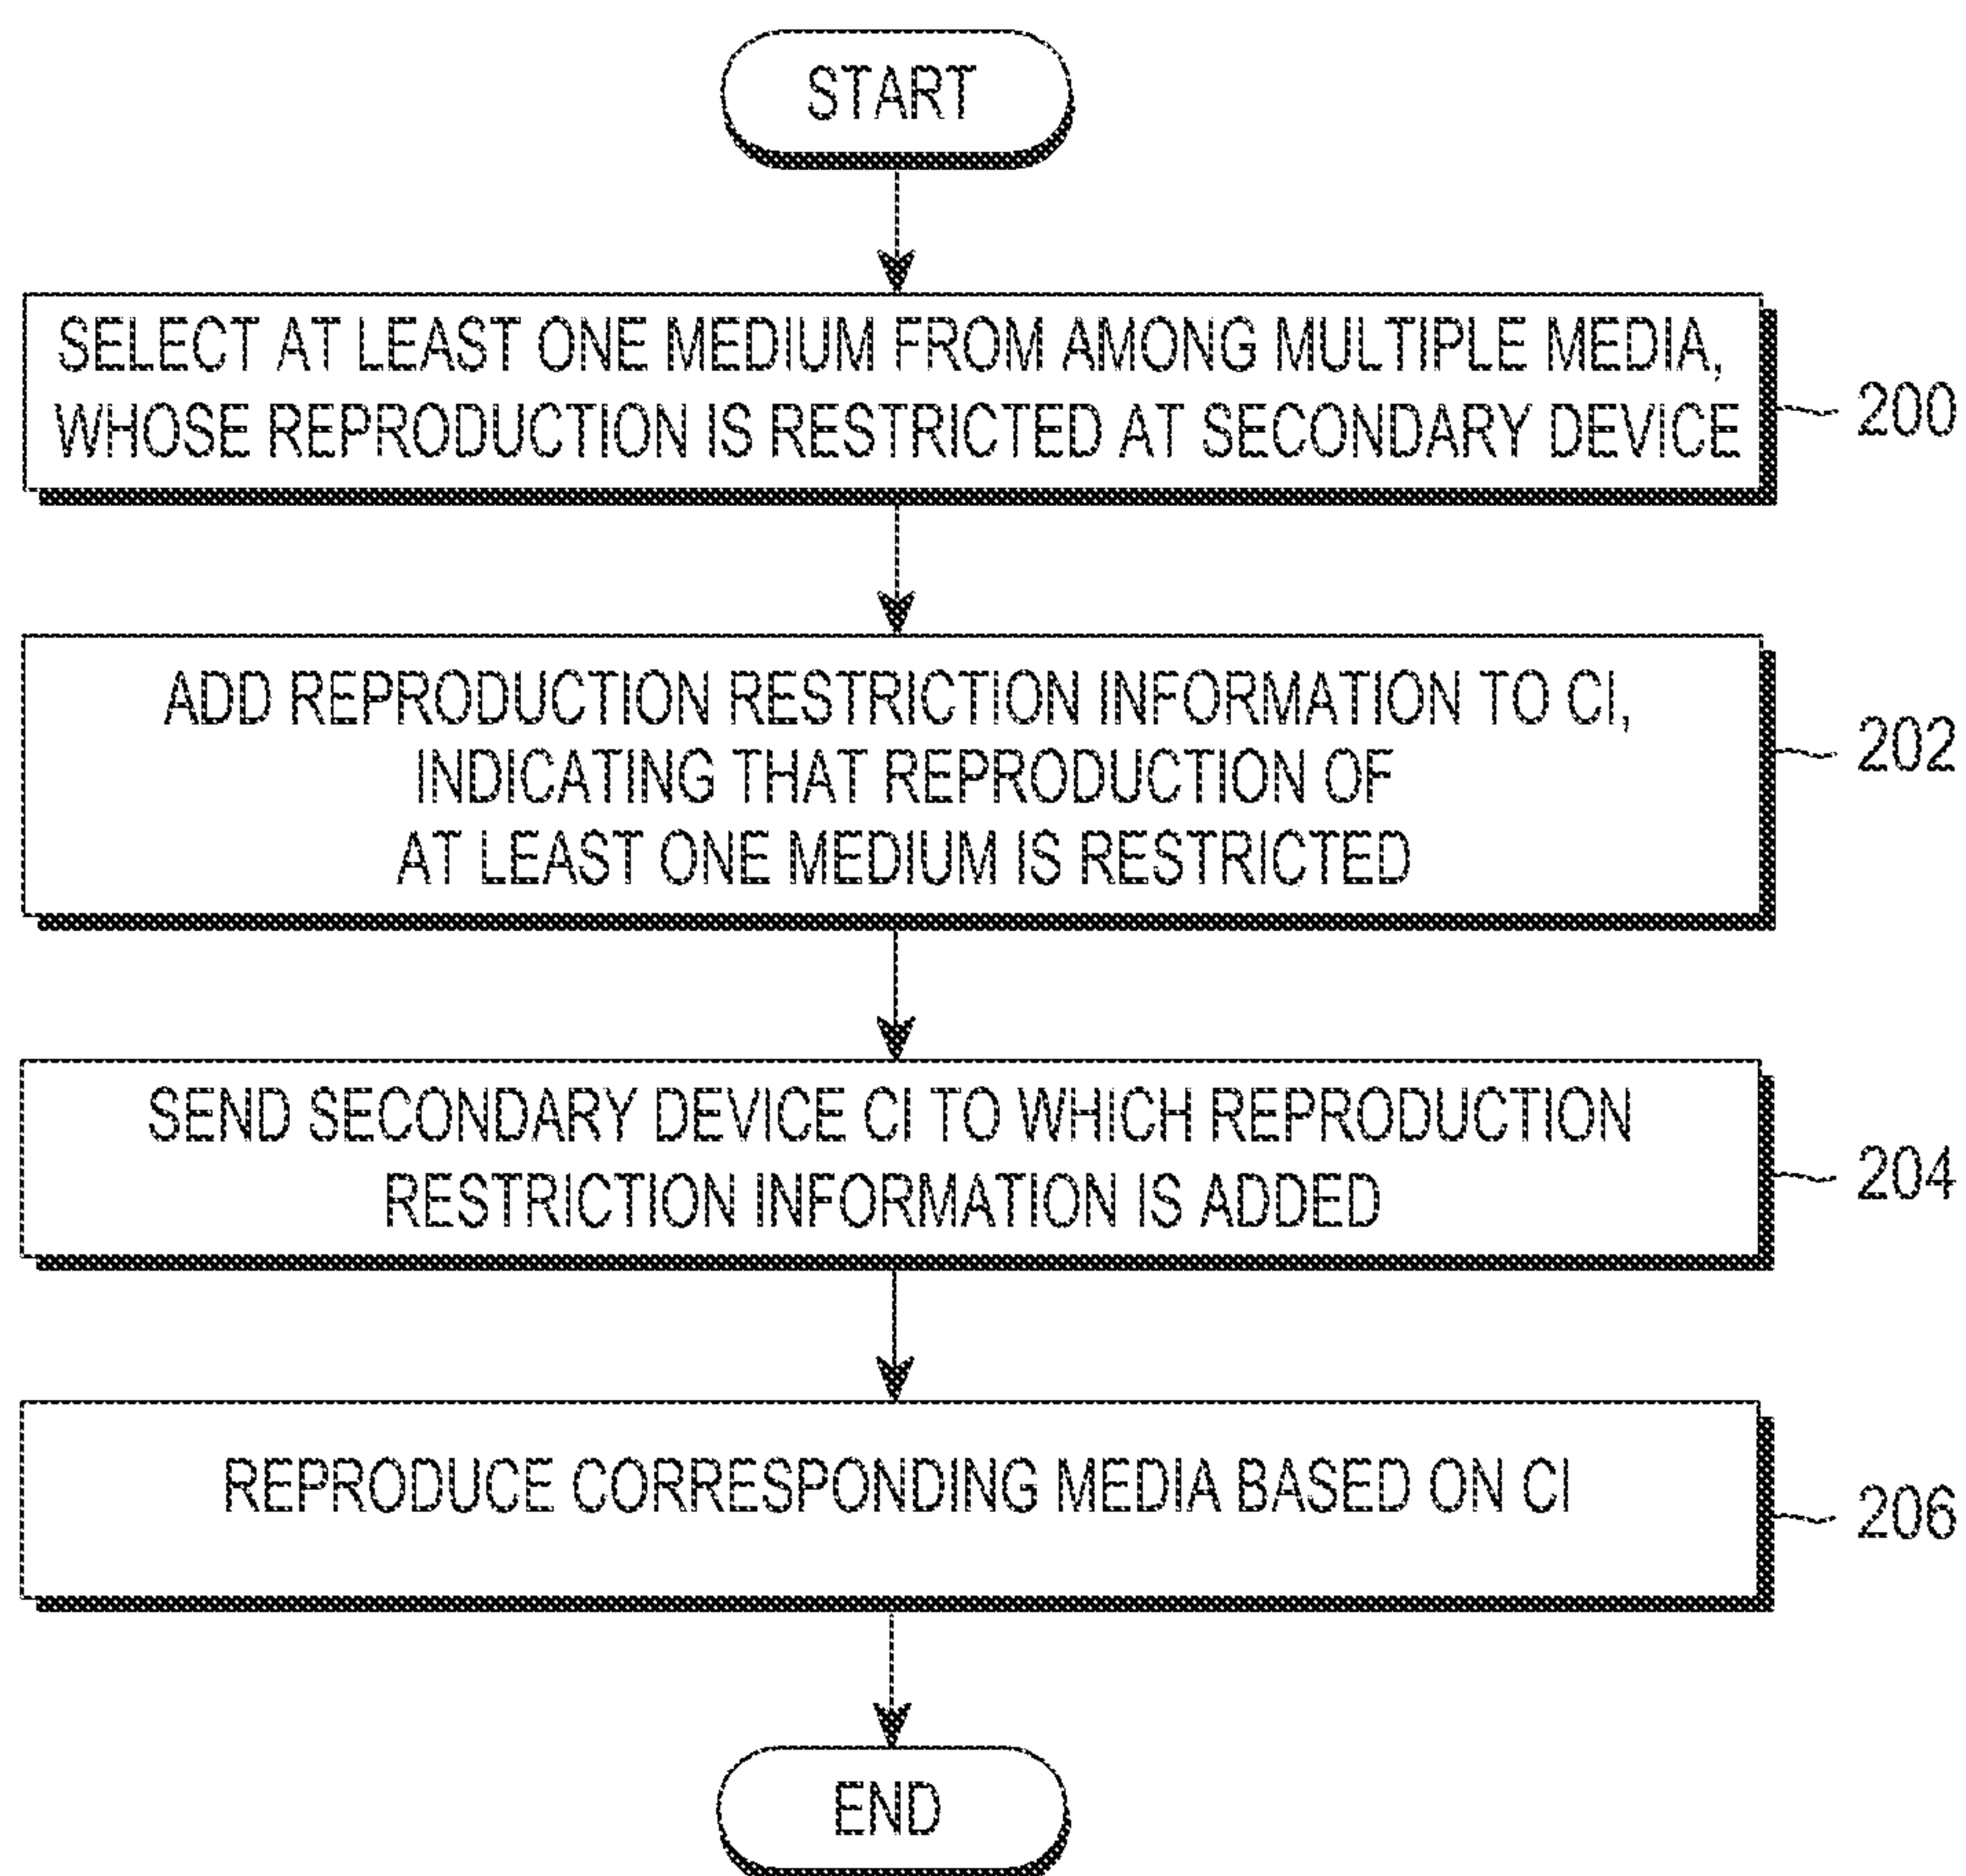 START
SELECT AT LEAST ONE MEDIUM FROM AMONG MULTIPLE MEDIA,
WHOSE REPRODUCTION IS RESTRICTED AT SECONDARY DEVICE
200
ADD REPRODUCTION RESTRICTION INFORMATION TO CI,
INDICATING THAT REPRODUCTION OF
AT LEAST ONE MEDIUM IS RESTRICTED
202
SEND SECONDARY DEVICE CI TO WHICH REPRODUCTION
RESTRICTION INFORMATION IS ADDED
204
REPRODUCE CORRESPONDING MEDIA BASED ON CI
206
END